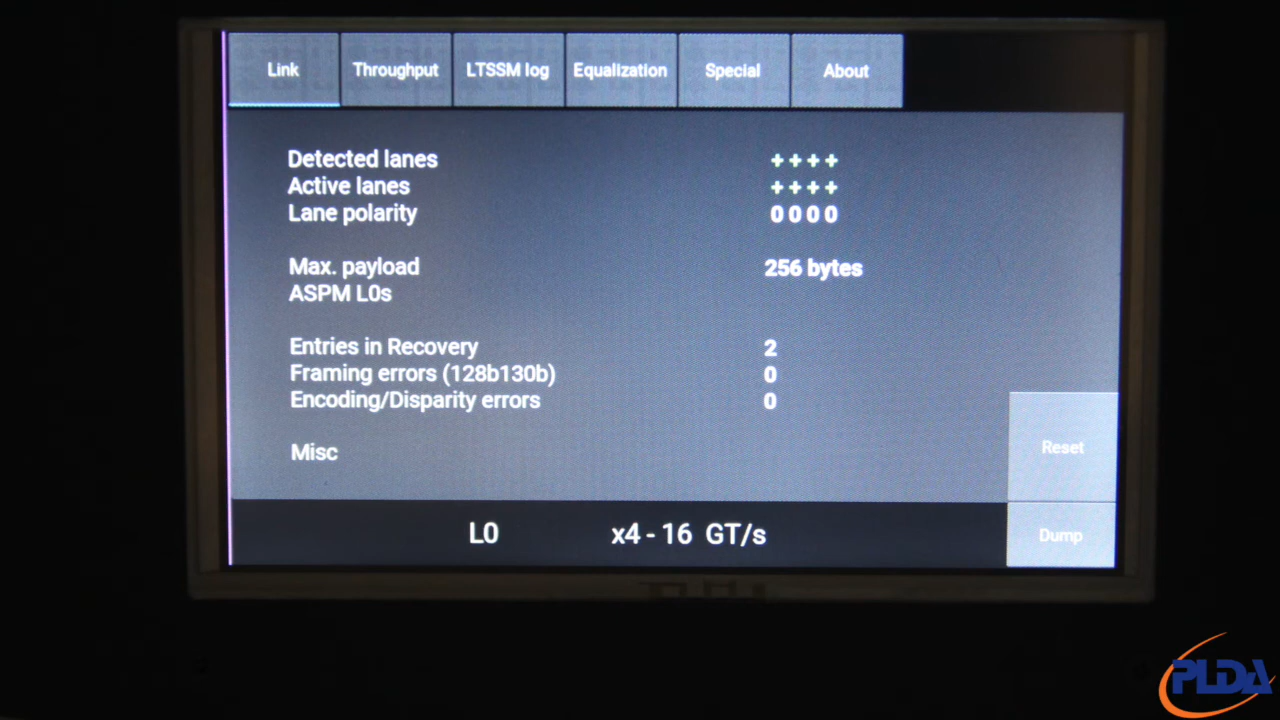 Link Throughput LTSSM log Equalization Special About
Detected lanes ++++
Active lanes ++++
Lane polarity 0000
Max. payload 256 bytes
ASPM L0s
Entries in Recovery 2
Framing errors (128b130b) 0
Encoding/Disparity errors 0
Misc
Reset
L0 x4 - 16 GT/s Dump
PLDA